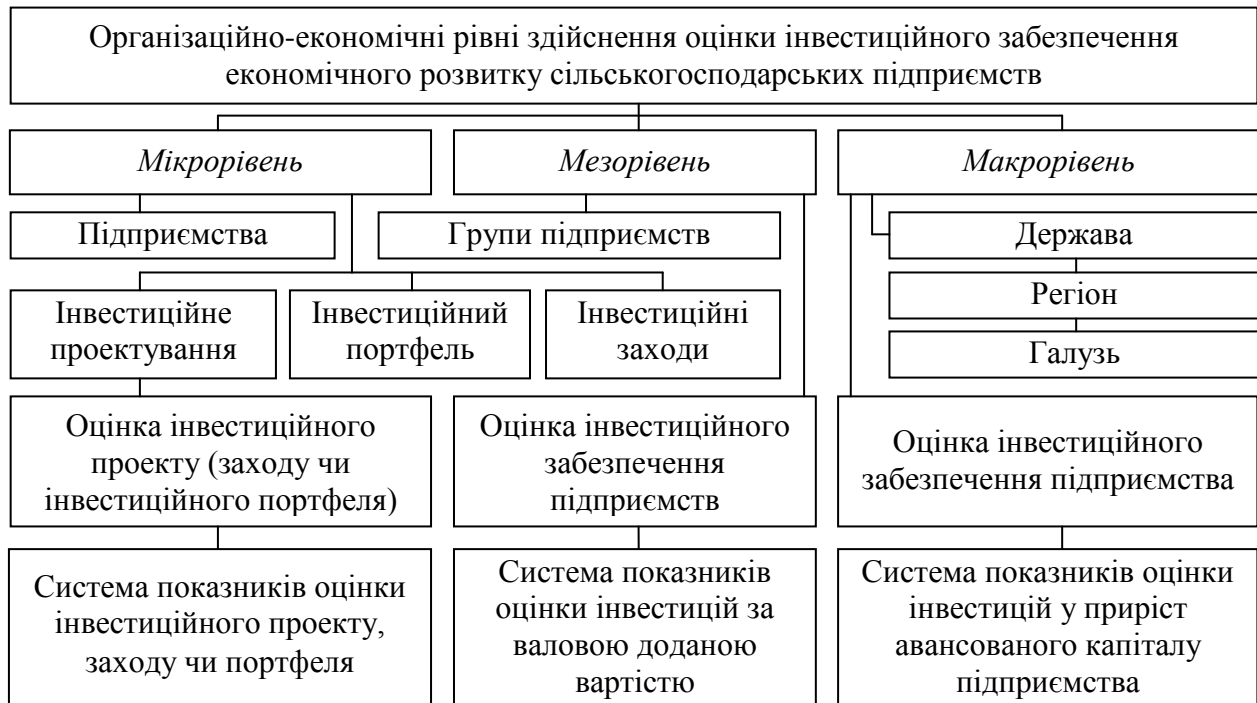 Організаційно-економічні рівні здійснення оцінки інвестиційного забезпечення
економічного розвитку сільськогосподарських підприємств
Мікрорівень
Мезорівень
Макрорівень
Підприємства
Групи підприємств
Держава
Регіон
Галузь
Інвестиційне
проектування
Інвестиційний
портфель
Інвестиційні
заходи
Оцінка інвестиційного
проекту (заходу чи
інвестиційного портфеля)
Оцінка інвестиційного
забезпечення
підприємств
Оцінка інвестиційного
забезпечення підприємства
Система показників оцінки
інвестиційного проекту,
заходу чи портфеля
Система показників
оцінки інвестицій за
валовою доданою
вартістю
Система показників оцінки
інвестицій у приріст
авансованого капіталу
підприємства